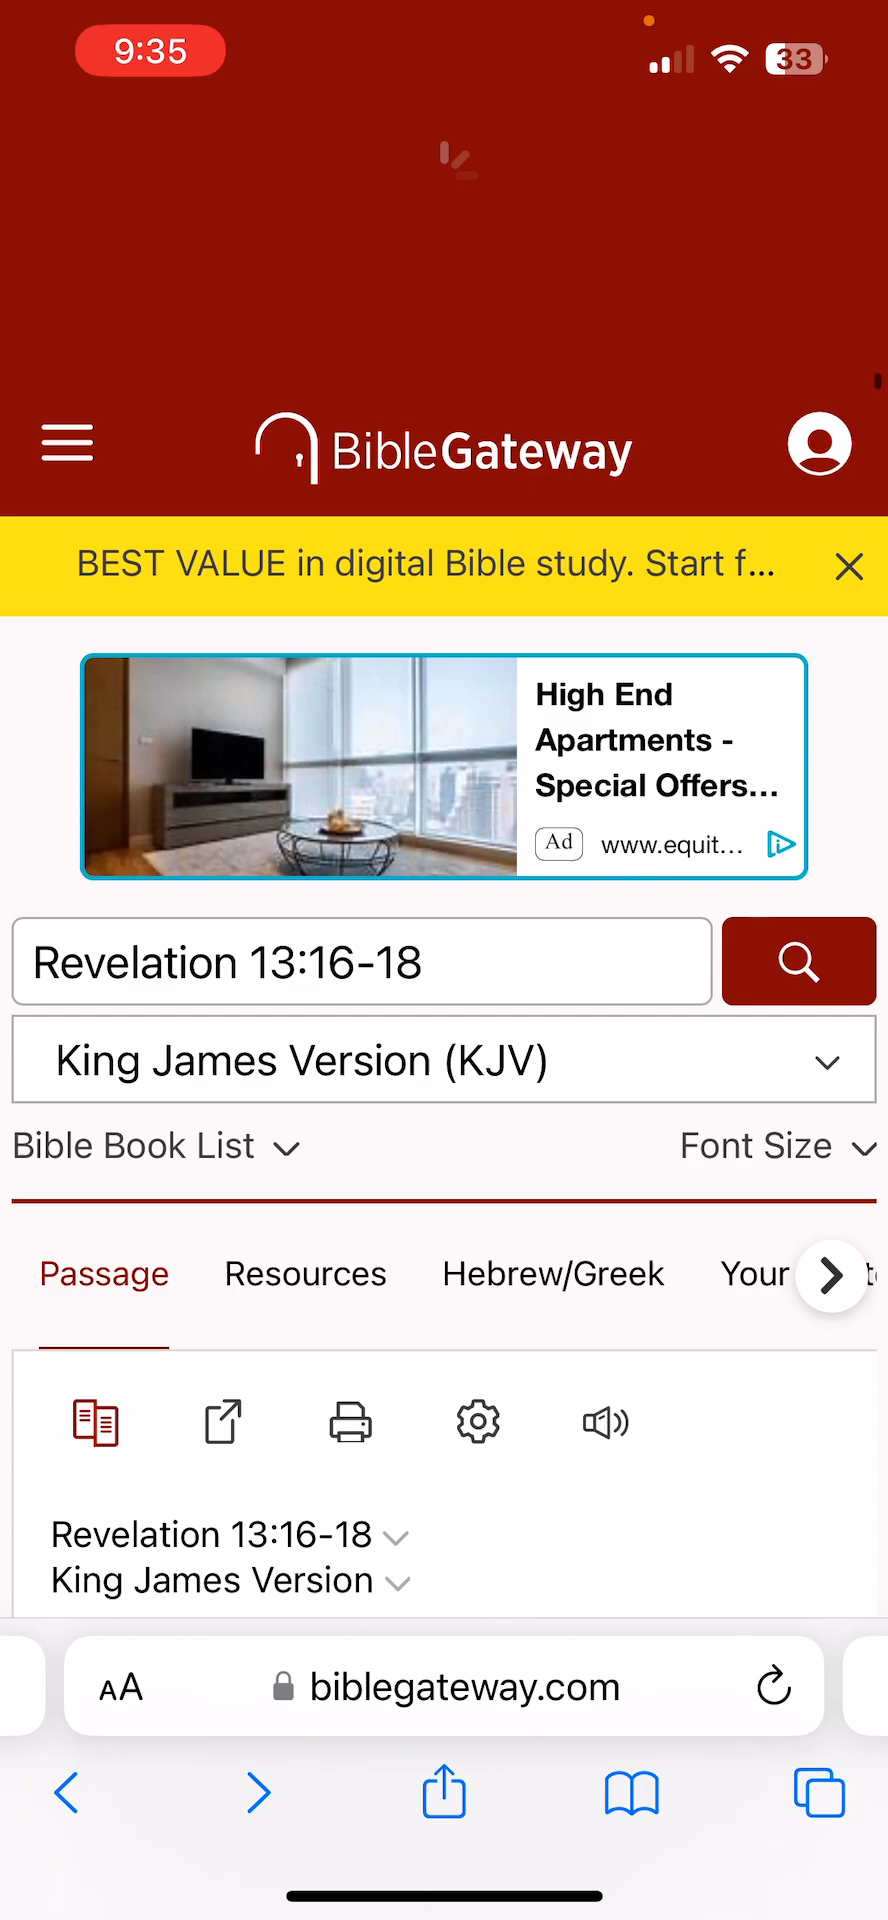 9:35
33
BibleGateway
BEST VALUE in digital Bible study. Start f...
High End
Apartments -
Special Offers...
Ad www.equit...
Revelation 13:16-18
King James Version (KJV)
Bible Book List Font Size
Passage Resources Hebrew/Greek Your
Revelation 13:16-18
King James Version
AA biblegateway.com